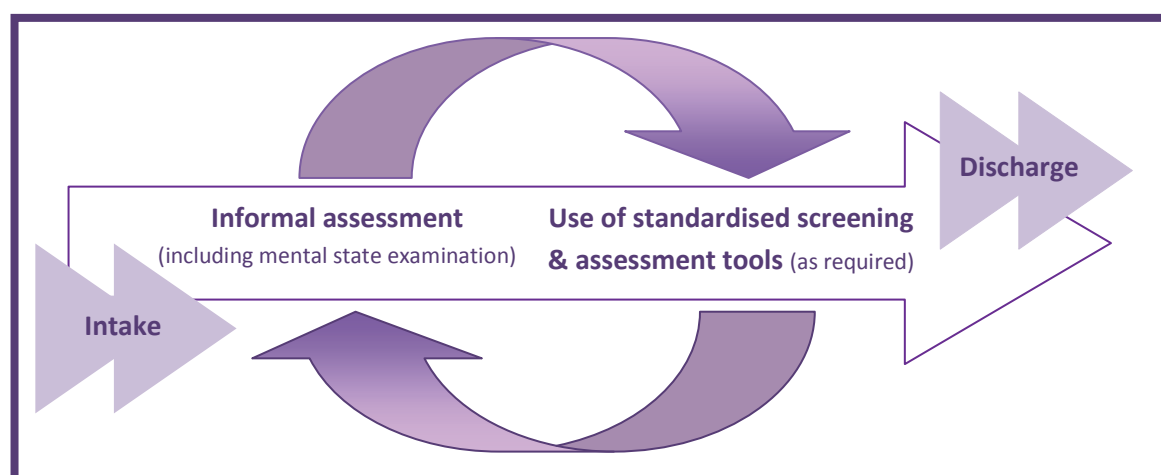 Discharge
Informal assessment
(including mental state examination)
Use of standardised screening
& assessment tools (as required)
Intake